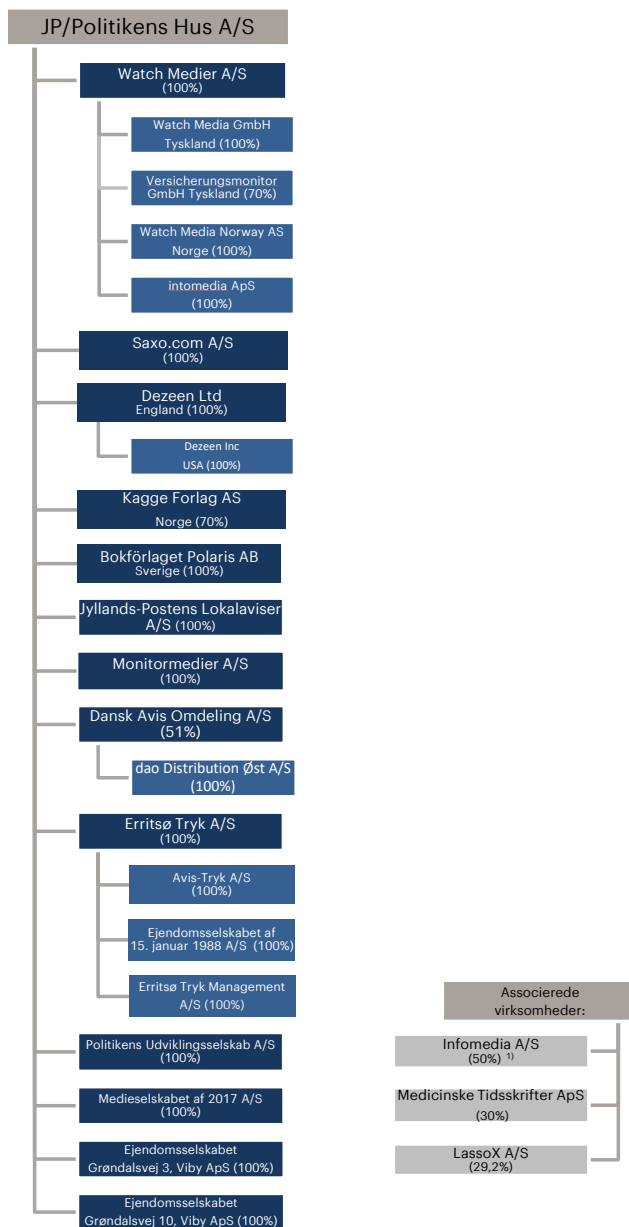 JP/Politikens Hus A/S
Watch Medier A/S
(100%)
Watch Media GmbH
Tyskland (100%)
Versicherungsmonitor
GmbH Tyskland (70%)
Watch Media Norway AS
Norge (100%)
intomedia ApS
(100%)
Saxo.com A/S
(100%)
Dezeen Ltd
England (100%)
Dezeen Inc
USA (100%)
Kagge Forlag AS
Norge (70%)
Bokförlaget Polaris AB
Sverige (100%)
Jyllands-Postens Lokalaviser
A/S (100%)
Monitormedier A/S
(100%)
Dansk Avis Omdeling A/S
(51%)
dao Distribution Øst A/S
(100%)
Erritsø Tryk A/S
(100%)
Avis-Tryk A/S
(100%)
Ejendomsselskabet af
15. januar 1988 A/S (100%)
Erritsø Tryk Management
A/S (100%)
Politikens Udviklingsselskab A/S
(100%)
Medieselskabet af 2017 A/S
(100%)
Ejendomsselskabet
Grøndalsvej 3, Viby ApS (100%)
Ejendomsselskabet
Grøndalsvej 10, Viby ApS (100%)
Associerede
virksomheder:
Infomedia A/S
(50%) ¹⁾
Medicinske Tidsskrifter ApS
(30%)
LassoX A/S
(29,2%)